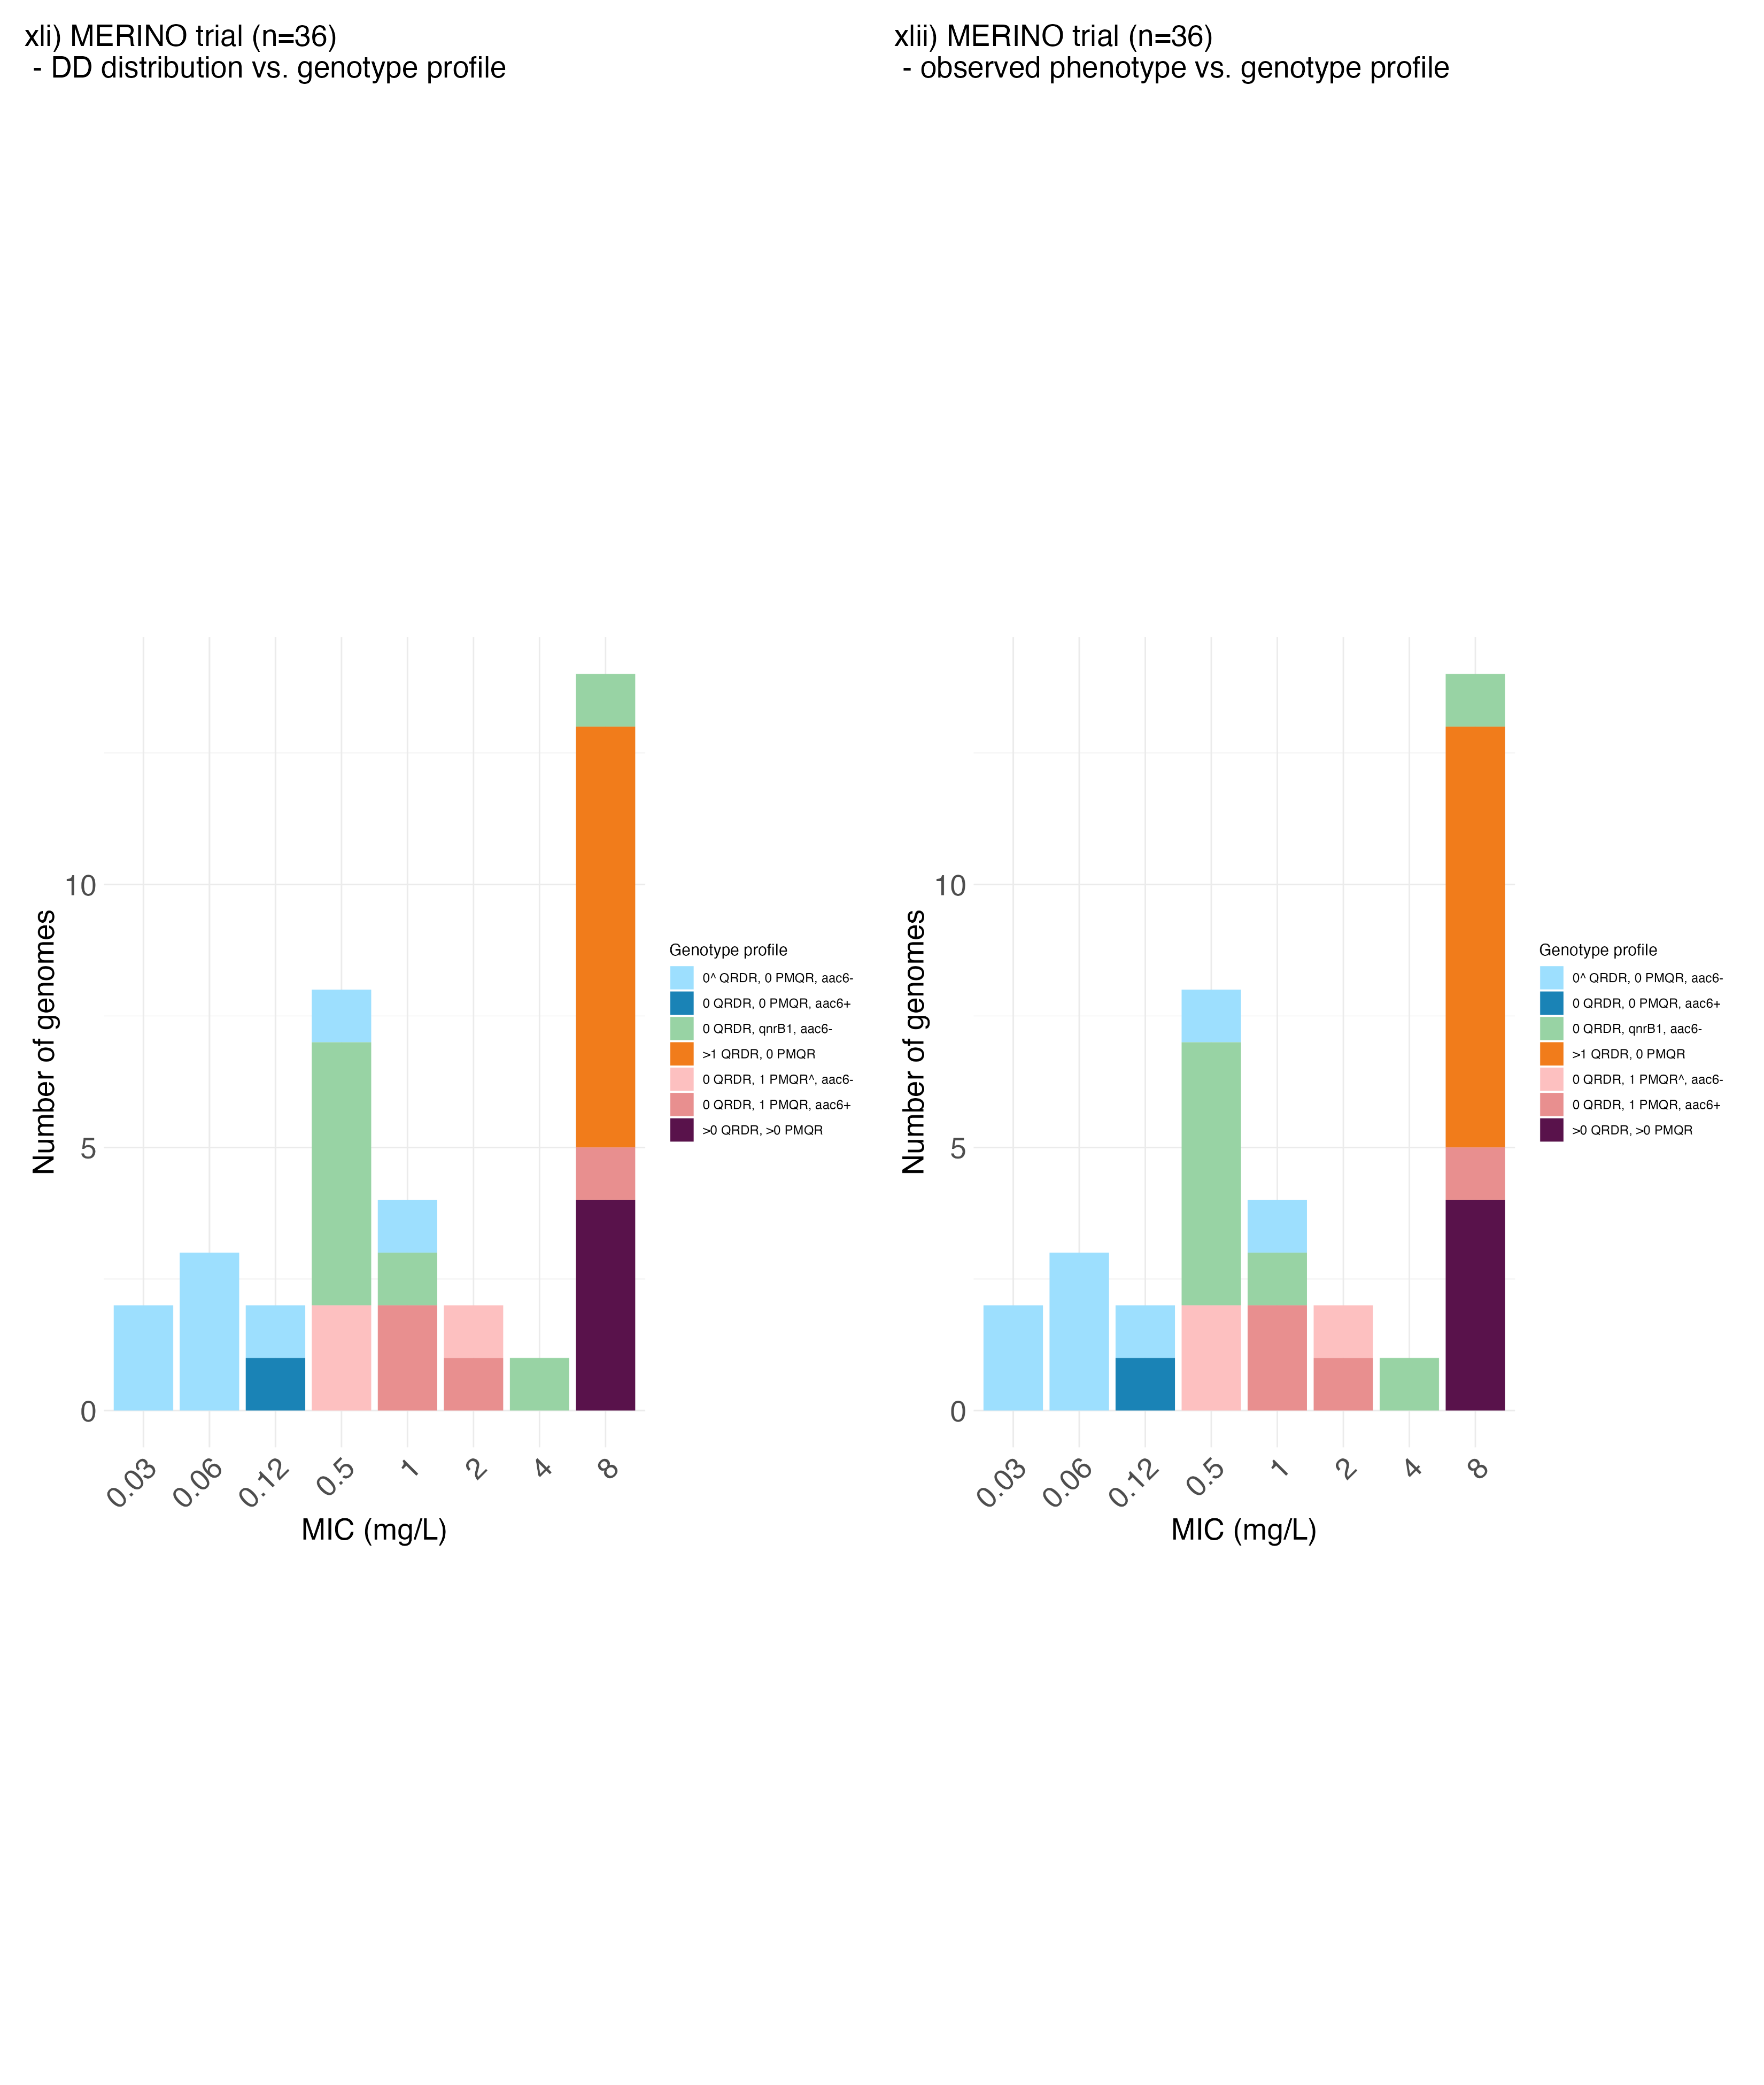 xli) MERINO trial (n=36)
- DD distribution vs. genotype profile
Number of genomes
10
5
0
0.03
0.06
0.12
0.5
1
2
4
8
MIC (mg/L)
Genotype profile
0^ QRDR, 0 PMQR, aac6-
0 QRDR, 0 PMQR, aac6+
0 QRDR, qnrB1, aac6-
>1 QRDR, 0 PMQR
0 QRDR, 1 PMQR^, aac6-
0 QRDR, 1 PMQR, aac6+
>0 QRDR, >0 PMQR
xlii) MERINO trial (n=36)
- observed phenotype vs. genotype profile
Number of genomes
10
5
0
0.03
0.06
0.12
0.5
1
2
4
8
MIC (mg/L)
Genotype profile
0^ QRDR, 0 PMQR, aac6-
0 QRDR, 0 PMQR, aac6+
0 QRDR, qnrB1, aac6-
>1 QRDR, 0 PMQR
0 QRDR, 1 PMQR^, aac6-
0 QRDR, 1 PMQR, aac6+
>0 QRDR, >0 PMQR